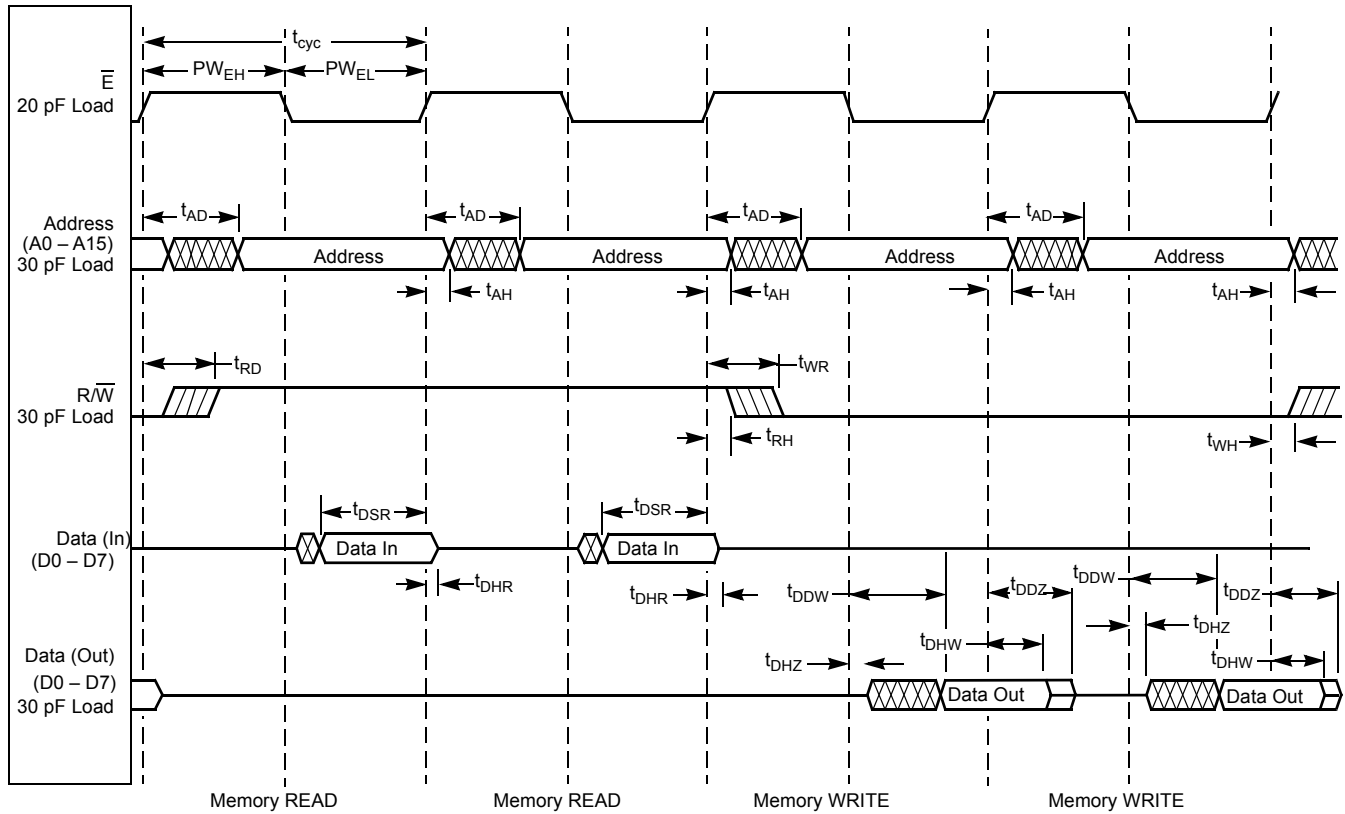 tcyc
PWEH PWEL
E
20 pF Load
tAD tAD tAD tAD
Address
(A0 – A15)
30 pF Load
Address Address Address Address
tAH tAH tAH tAH
tRD tWR
R/W
30 pF Load
tRH tWH
tDSR tDSR
Data (In)
(D0 – D7)
Data In Data In
tDHR tDHR tDDW tDDZ tDDW tDDZ
tDHZ tDHW tDHZ tDHW
Data (Out)
(D0 – D7)
30 pF Load
Data Out Data Out
Memory READ Memory READ Memory WRITE Memory WRITE